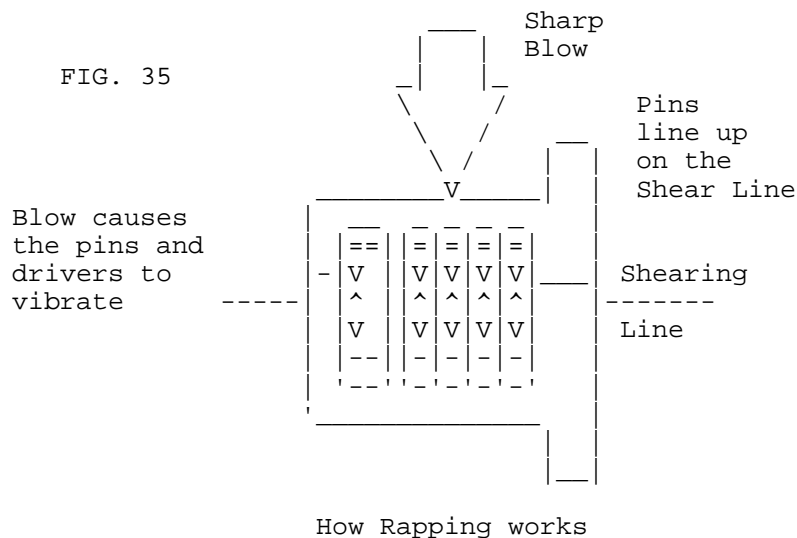 Sharp
Blow
FIG. 35
Pins
line up
on the
Shear Line
Blow causes
the pins and
drivers to
vibrate
Shearing
Line
How Rapping works